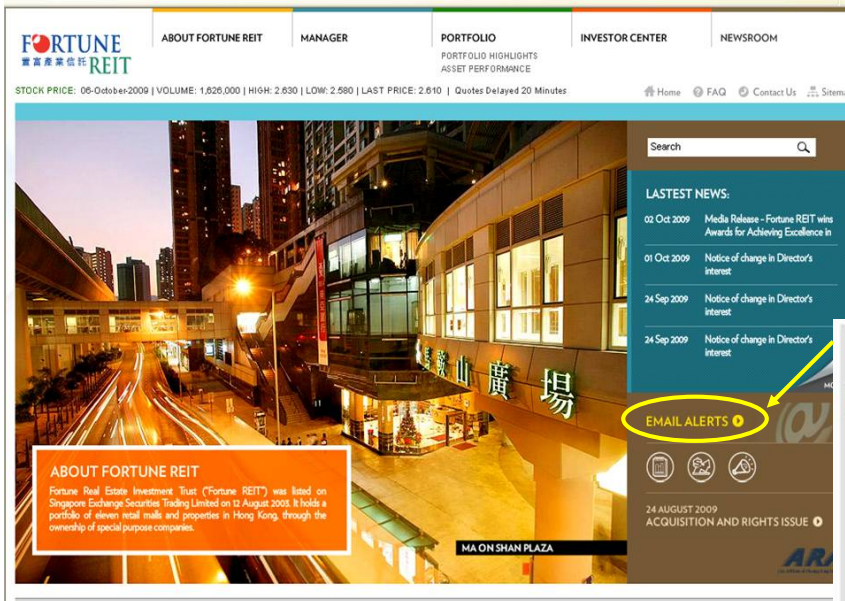 FORTUNE
REIT
ABOUT FORTUNE REIT
MANAGER
PORTFOLIO
PORTFOLIO HIGHLIGHTS
ASSET PERFORMANCE
INVESTOR CENTER
NEWSROOM
STOCK PRICE: 06-October-2009 | VOLUME: 1,626,000 | HIGH: 2.630 | LOW: 2.580 | LAST PRICE: 2.610 | Quotes Delayed 20 Minutes
Home FAQ Contact Us Sitema
Search
LASTEST NEWS:
02 Oct 2009 Media Release - Fortune REIT wins
Awards for Achieving Excellence in
01 Oct 2009 Notice of change in Director's
interest
24 Sep 2009 Notice of change in Director's
interest
24 Sep 2009 Notice of change in Director's
interest
MO
EMAIL ALERTS
24 AUGUST 2009
ACQUISITION AND RIGHTS ISSUE
ARA
山廣場
ABOUT FORTUNE REIT
Fortune Real Estate Investment Trust ("Fortune REIT") was listed on
Singapore Exchange Securities Trading Limited on 12 August 2003. It holds a
portfolio of eleven retail malls and properties in Hong Kong, through the
ownership of special purpose companies.
MA ON SHAN PLAZA